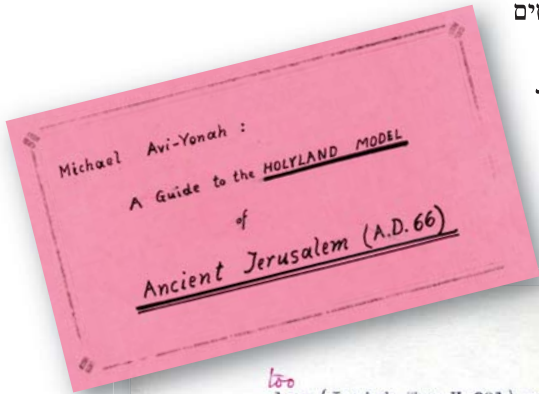 Michael Avi-Yonah :
A Guide to the HOLYLAND MODEL
of
Ancient Jerusalem (A.D. 66)
too